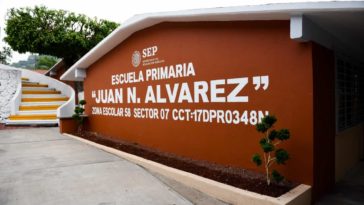 SEP
ESCUELA PRIMARIA
"JUAN N. ALVAREZ"
ZONA ESCOLAR 58 SECTOR 07 CCT:17DPR0348N